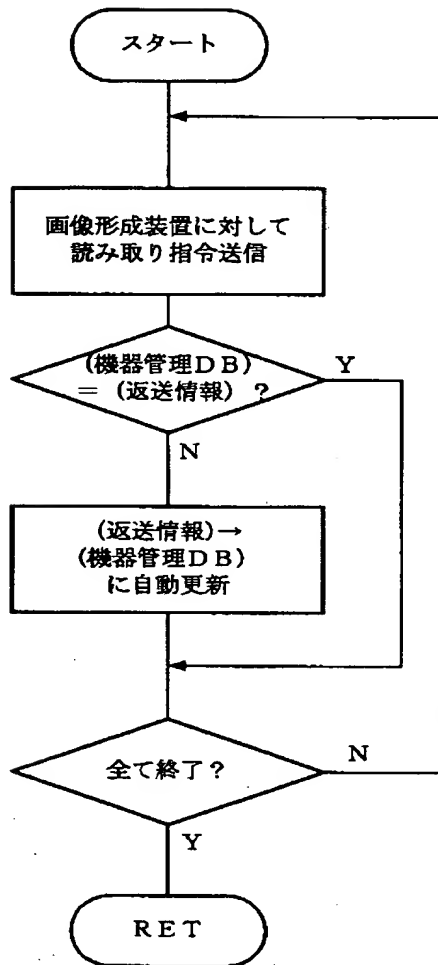 スタート
画像形成装置に対して
読み取り指令送信
(機器管理DB)
=(返送情報)?
Y
N
(返送情報)→
(機器管理DB)
に自動更新
全て終了?
N
Y
RET